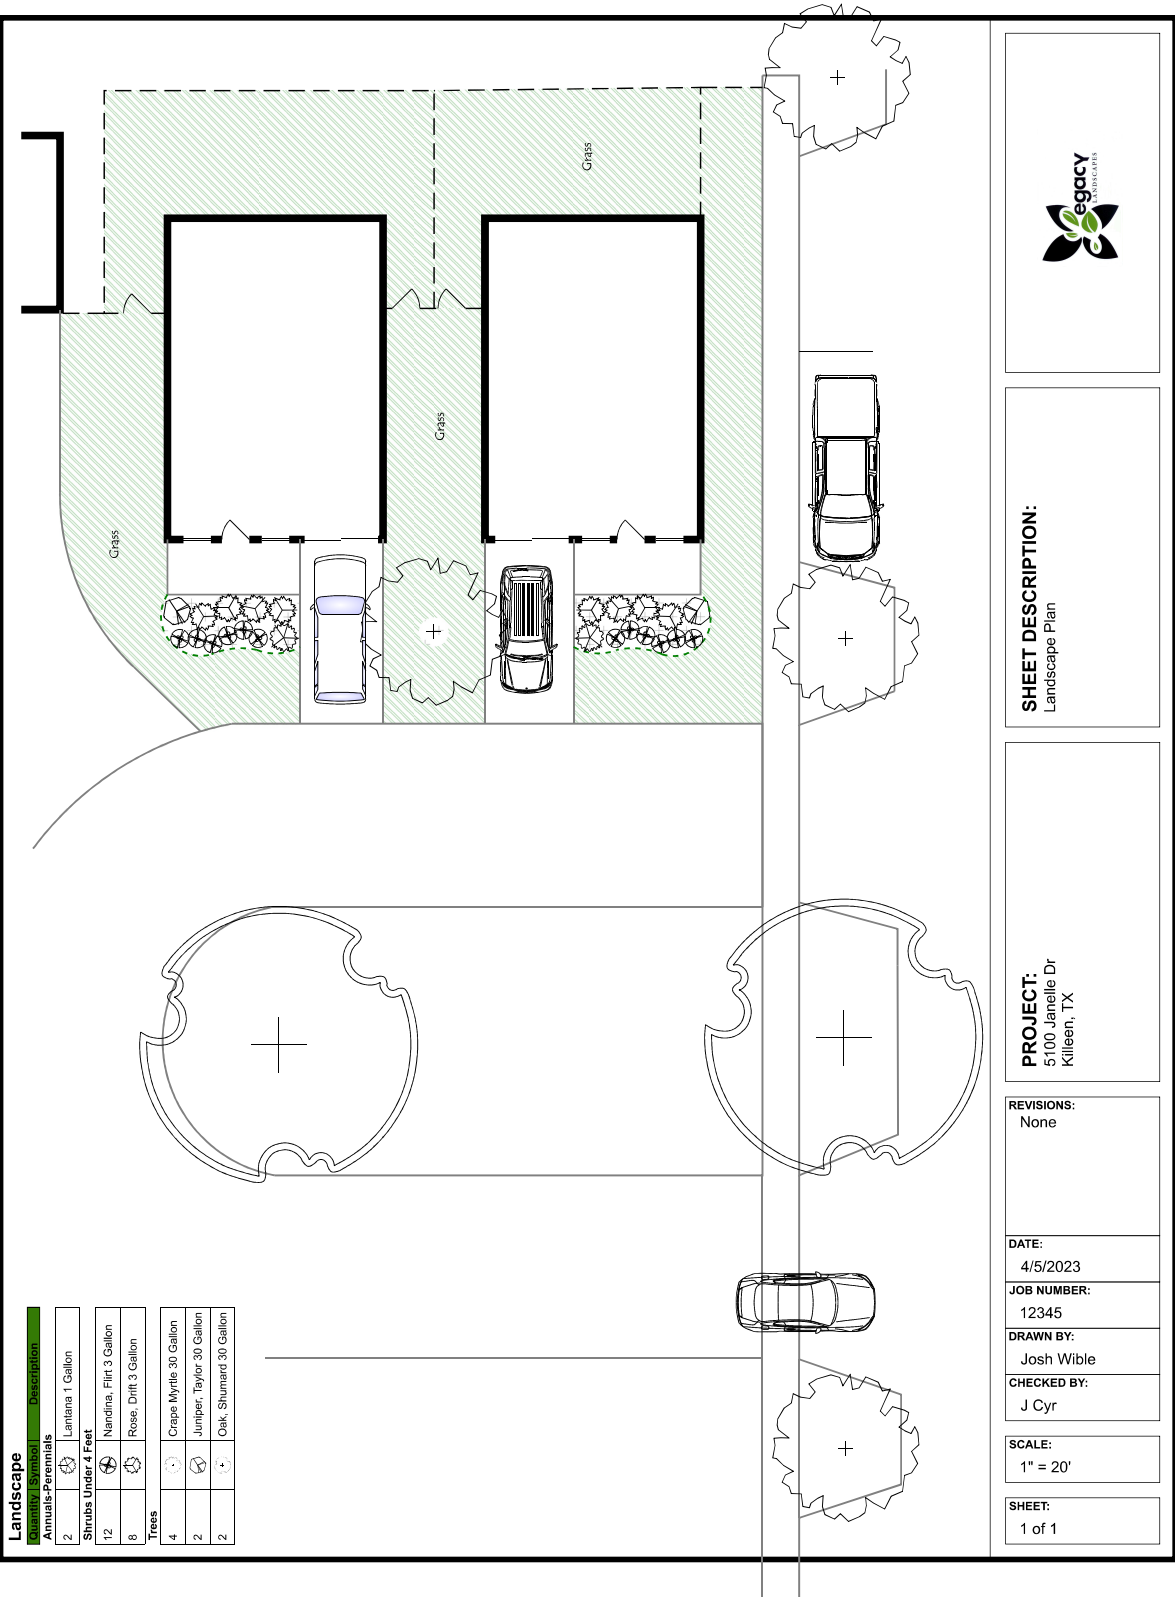 Grass
Grass
Grass
egacy
LANDSCAPES
SHEET DESCRIPTION:
Landscape Plan
PROJECT:
5100 Janelle Dr
Killeen, TX
REVISIONS:
None
DATE:
4/5/2023
JOB NUMBER:
12345
DRAWN BY:
Josh Wible
CHECKED BY:
J Cyr
SCALE:
1" = 20'
SHEET:
1 of 1
Landscape
Quantity Symbol Description
Annuals-Perennials
2 Lantana 1 Gallon
Shrubs Under 4 Feet
12 Nandina, Flirt 3 Gallon
8 Rose, Drift 3 Gallon
Trees
4 Crape Myrtle 30 Gallon
2 Juniper, Taylor 30 Gallon
2 Oak, Shumard 30 Gallon